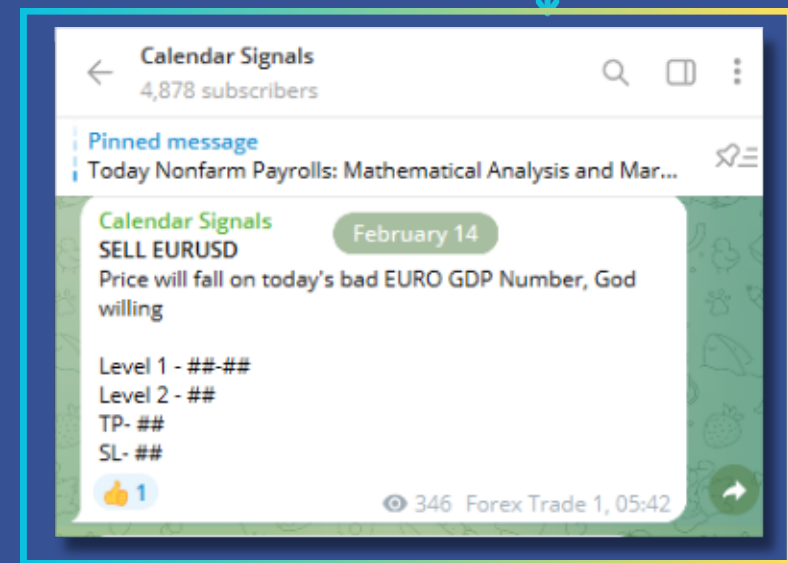 Calendar Signals
4,878 subscribers
Pinned message
Today Nonfarm Payrolls: Mathematical Analysis and Mar...
February 14
Calendar Signals
SELL EURUSD
Price will fall on today's bad EURO GDP Number, God
willing
Level 1 - ##-##
Level 2 - ##
TP- ##
SL- ##
👍 1
346 Forex Trade 1, 05:42